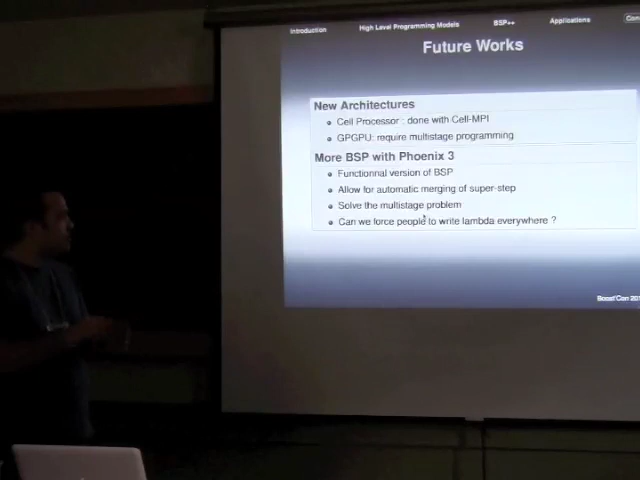 Introduction High Level Programming Models BSP++ Applications
Future Works
New Architectures
Cell Processor : done with Cell-MPI
GPGPU: require multistage programming
More BSP with Phoenix 3
Functionnal version of BSP
Allow for automatic merging of super-step
Solve the multistage problem
Can we force people to write lambda everywhere ?
Boost'Con